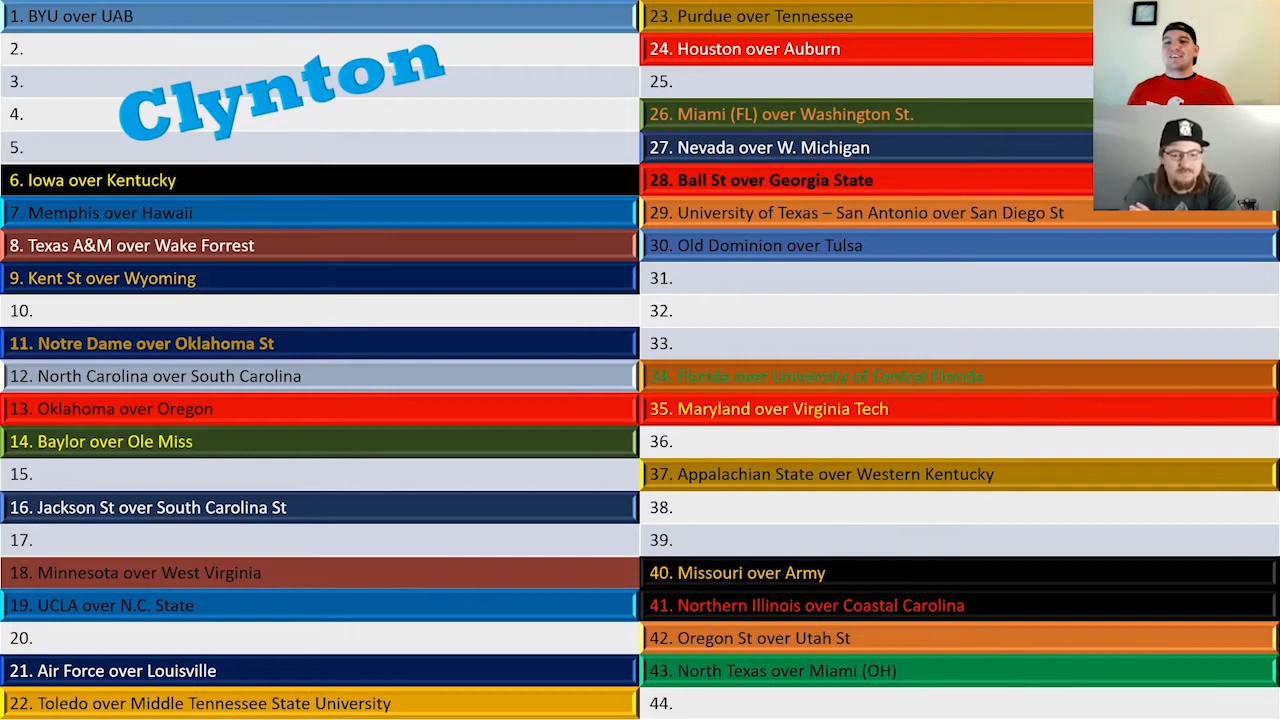 1. BYU over UAB
2.
3.
4.
5.
Clynton
6. Iowa over Kentucky
7. Memphis over Hawaii
8. Texas A&M over Wake Forrest
9. Kent St over Wyoming
10.
11. Notre Dame over Oklahoma St
12. North Carolina over South Carolina
13. Oklahoma over Oregon
14. Baylor over Ole Miss
15.
16. Jackson St over South Carolina St
17.
18. Minnesota over West Virginia
19. UCLA over N.C. State
20.
21. Air Force over Louisville
22. Toledo over Middle Tennessee State University
23. Purdue over Tennessee
24. Houston over Auburn
25.
26. Miami (FL) over Washington St.
27. Nevada over W. Michigan
28. Ball St over Georgia State
29. University of Texas – San Antonio over San Diego St
30. Old Dominion over Tulsa
31.
32.
33.
34. Florida over University of Central Florida
35. Maryland over Virginia Tech
36.
37. Appalachian State over Western Kentucky
38.
39.
40. Missouri over Army
41. Northern Illinois over Coastal Carolina
42. Oregon St over Utah St
43. North Texas over Miami (OH)
44.